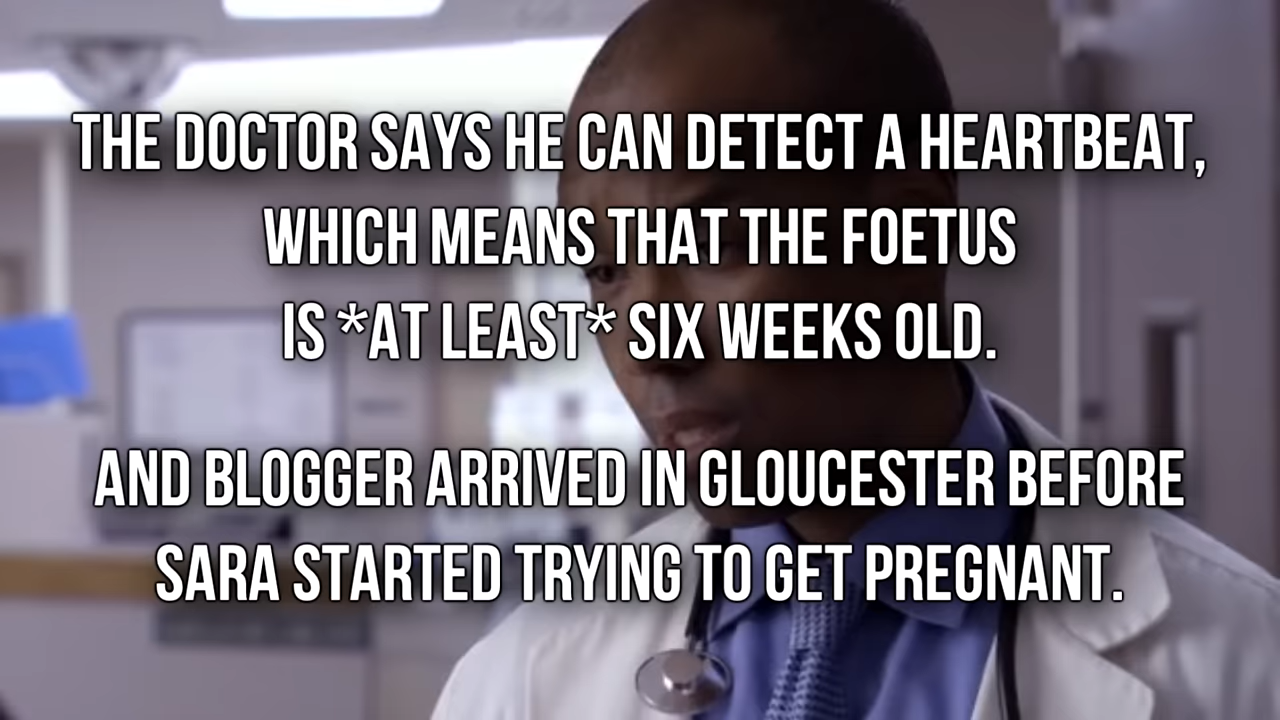 THE DOCTOR SAYS HE CAN DETECT A HEARTBEAT,
WHICH MEANS THAT THE FOETUS
IS *AT LEAST* SIX WEEKS OLD.
AND BLOGGER ARRIVED IN GLOUCESTER BEFORE
SARA STARTED TRYING TO GET PREGNANT.